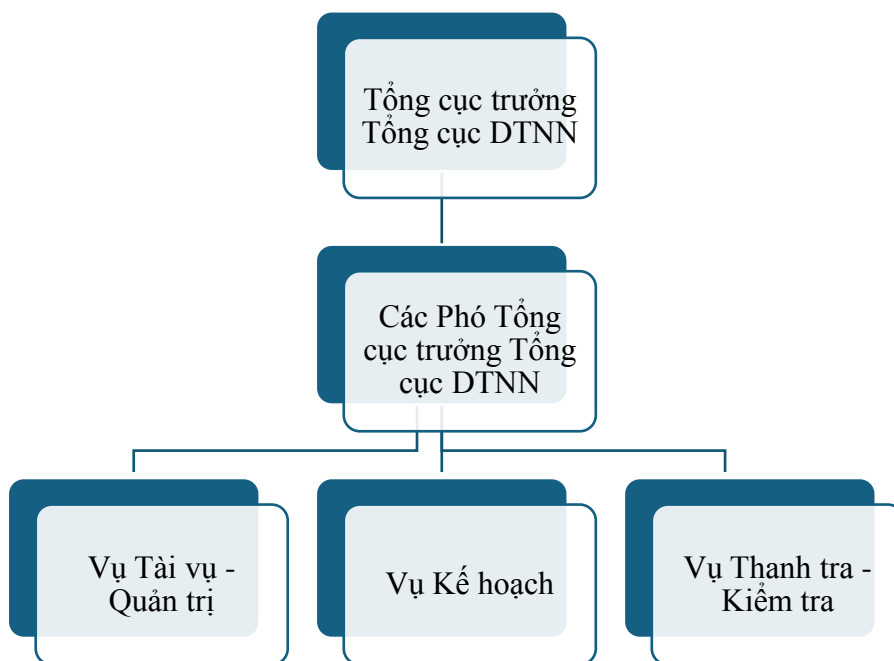 Tổng cục trưởng
Tổng cục DTNN
Các Phó Tổng
cục trưởng Tổng
cục DTNN
Vụ Tài vụ -
Quản trị
Vụ Kế hoạch
Vụ Thanh tra -
Kiểm tra